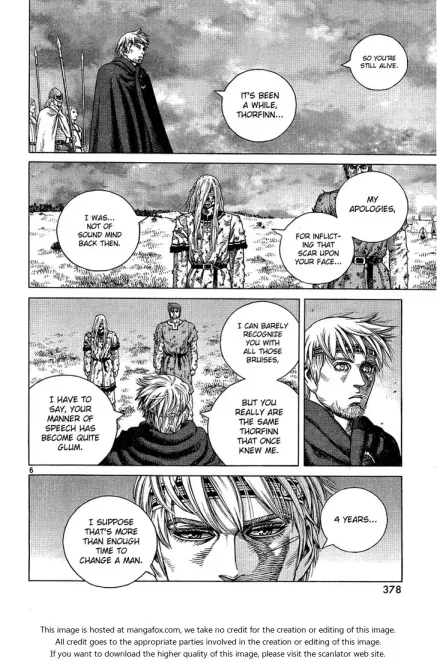 SO YOU'RE
STILL ALIVE.
IT'S BEEN
A WHILE,
THORFINN...
MY
APOLOGIES,
FOR INFLICT-
ING THAT
SCAR UPON
YOUR FACE...
I WAS...
NOT OF
SOUND MIND
BACK THEN.
I CAN BARELY
RECOGNIZE
YOU WITH
ALL THOSE
BRUISES,
BUT YOU
REALLY ARE
THE SAME
THORFINN
THAT ONCE
KNEW ME.
I HAVE TO
SAY, YOUR
MANNER OF
SPEECH HAS
BECOME QUITE
GLUM.
6
4 YEARS...
I SUPPOSE
THAT'S MORE
THAN ENOUGH
TIME TO
CHANGE A MAN.
378
This image is hosted at mangafox.com, we take no credit for the creation or editing of this image.
All credit goes to the appropriate parties involved in the creation or editing of this image.
If you want to download the higher quality of this image, please visit the scanlator web site.